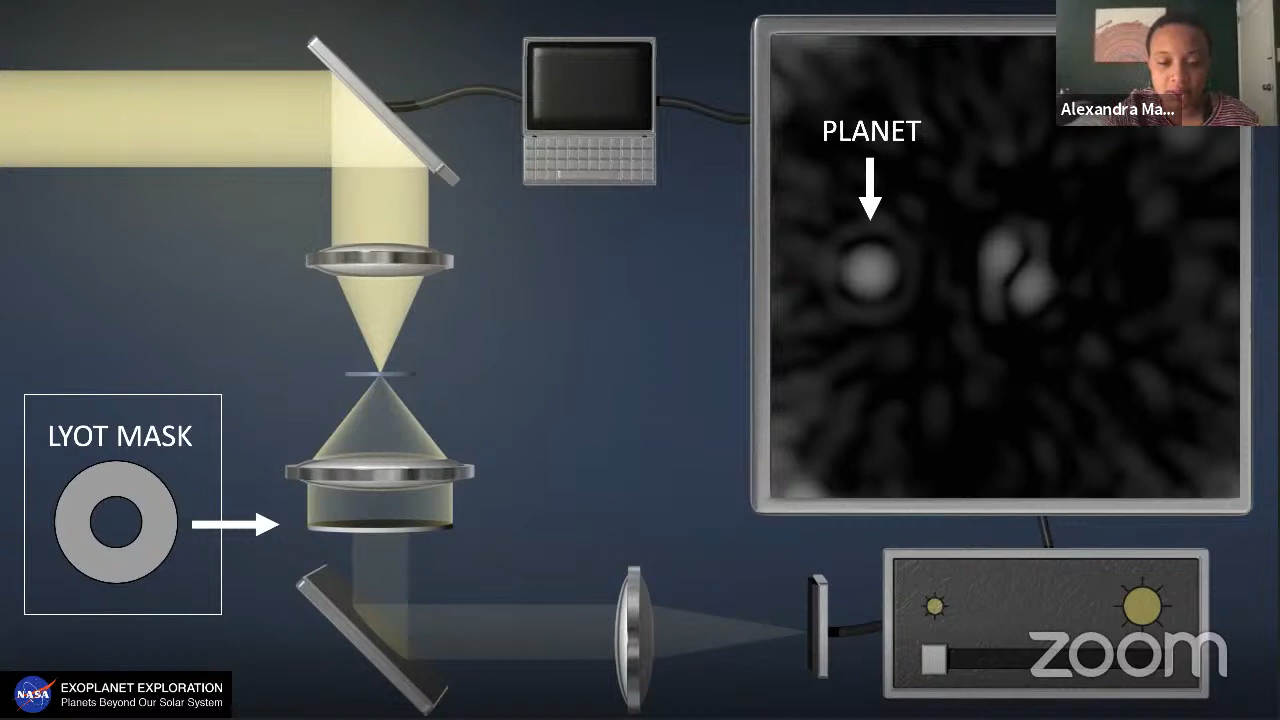 Alexandra Ma...
PLANET
LYOT MASK
zoom
NASA
EXOPLANET EXPLORATION
Planets Beyond Our Solar System